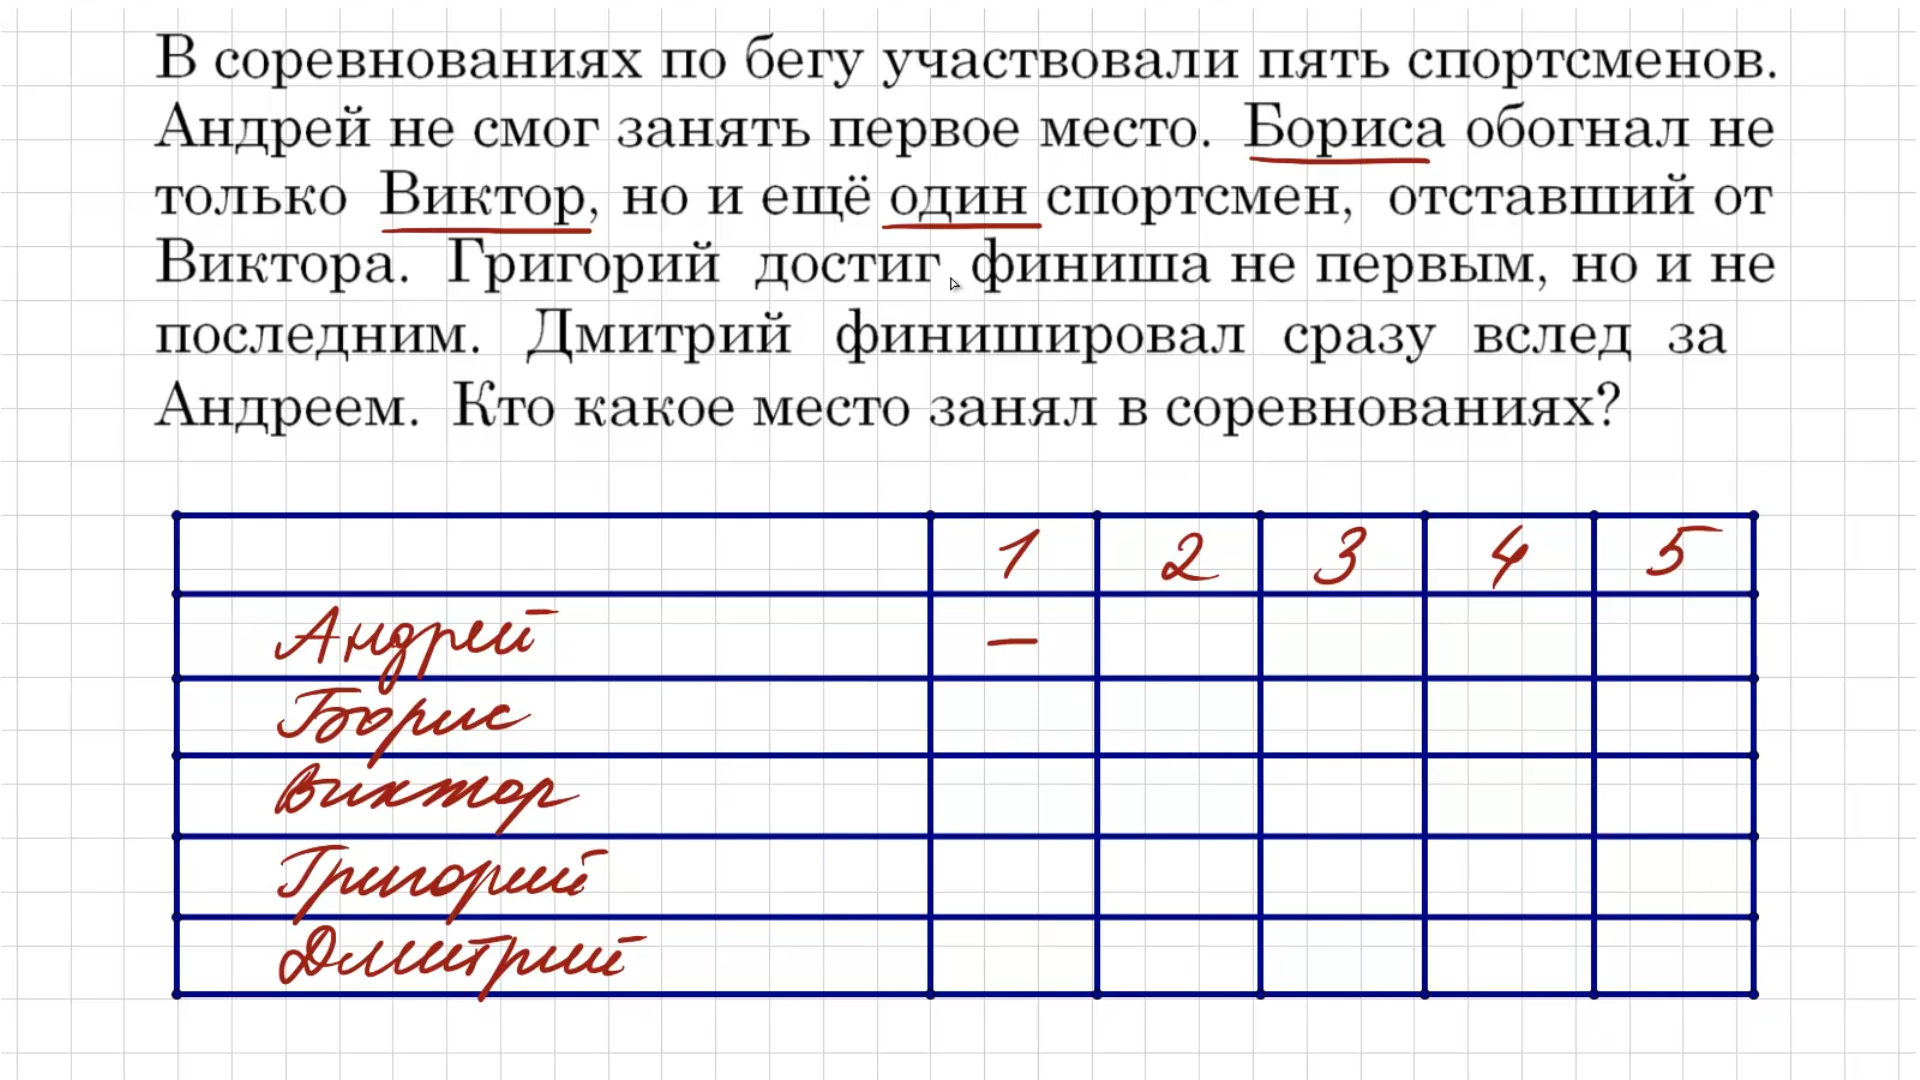 В соревнованиях по бегу участвовали пять спортсменов.
Андрей не смог занять первое место. Бориса обогнал не
только Виктор, но и ещё один спортсмен, отставший от
Виктора. Григорий достиг финиша не первым, но и не
последним. Дмитрий финишировал сразу вслед за
Андреем. Кто какое место занял в соревнованиях?
1 2 3 4 5
Андрей —
Борис
Виктор
Григорий
Дмитрий